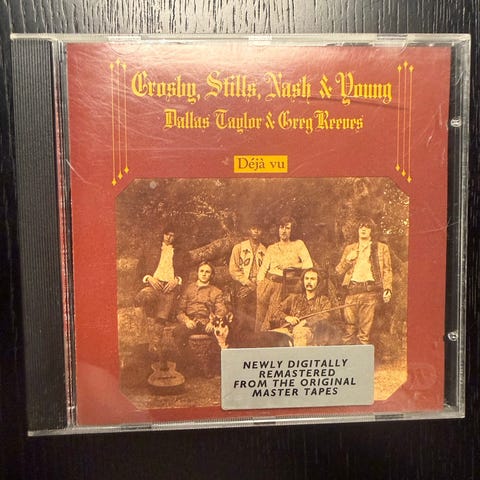 Crosby, Stills, Nash & Young
Dallas Taylor & Greg Reeves
Déjà vu
NEWLY DIGITALLY
REMASTERED
FROM THE ORIGINAL
MASTER TAPES